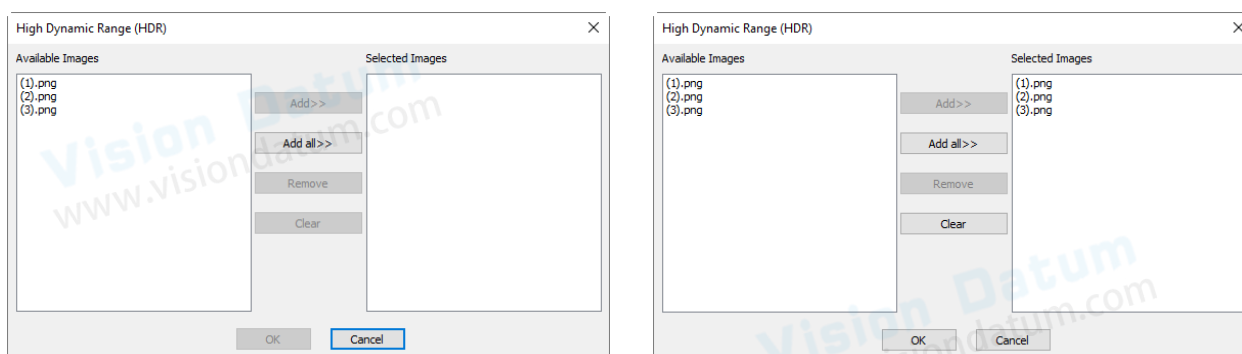 High Dynamic Range (HDR)
Available Images
Selected Images
(1).png
(2).png
(3).png
Add>>
Add all>>
Remove
Clear
OK
Cancel
Vision Datum
www.visiondatum.com
High Dynamic Range (HDR)
Available Images
Selected Images
(1).png
(2).png
(3).png
Add>>
Add all>>
Remove
Clear
(1).png
(2).png
(3).png
OK
Cancel
Vision Datum